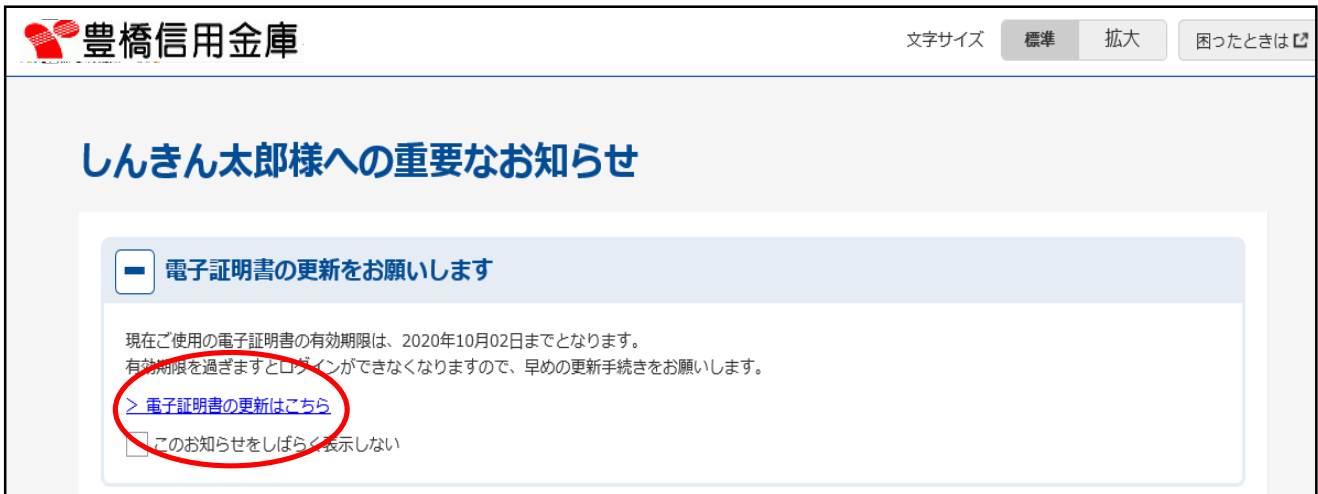 豊橋信用金庫
文字サイズ 標準 拡大 困ったときは
しんきん太郎様への重要なお知らせ
電子証明書の更新をお願いします
現在ご使用の電子証明書の有効期限は、2020年10月02日までとなります。
有効期限を過ぎますとログインができなくなりますので、早めの更新手続きをお願いします。
> 電子証明書の更新はこちら
このお知らせをしばらく表示しない